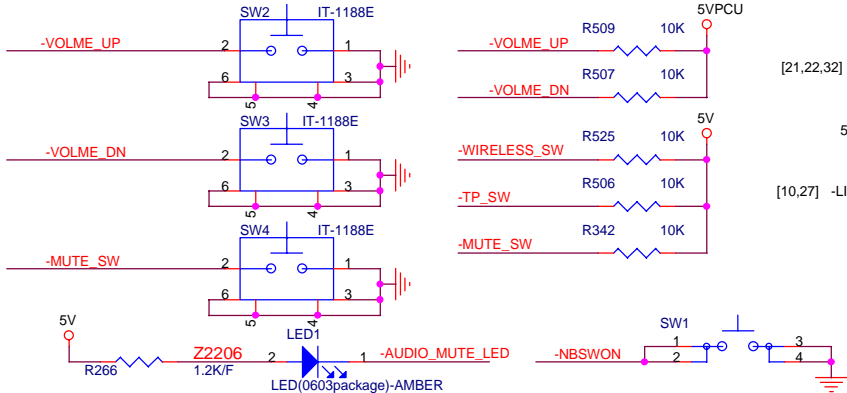 SW2 IT-1188E
-VOLME_UP 2 1
6 3
5 4
SW3 IT-1188E
-VOLME_DN 2 1
6 3
5 4
SW4 IT-1188E
-MUTE_SW 2 1
6 3
5 4
5VPCU
R509 10K
-VOLME_UP
R507 10K
-VOLME_DN
5V
R525 10K
-WIRELESS_SW
R506 10K
-TP_SW
R342 10K
-MUTE_SW
[21,22,32]
5
[10,27] -LI
5V
R266
Z2206
1.2K/F
LED1
2 1
-AUDIO_MUTE_LED
LED(0603package)-AMBER
SW1
-NBSWON
1 3
2 4